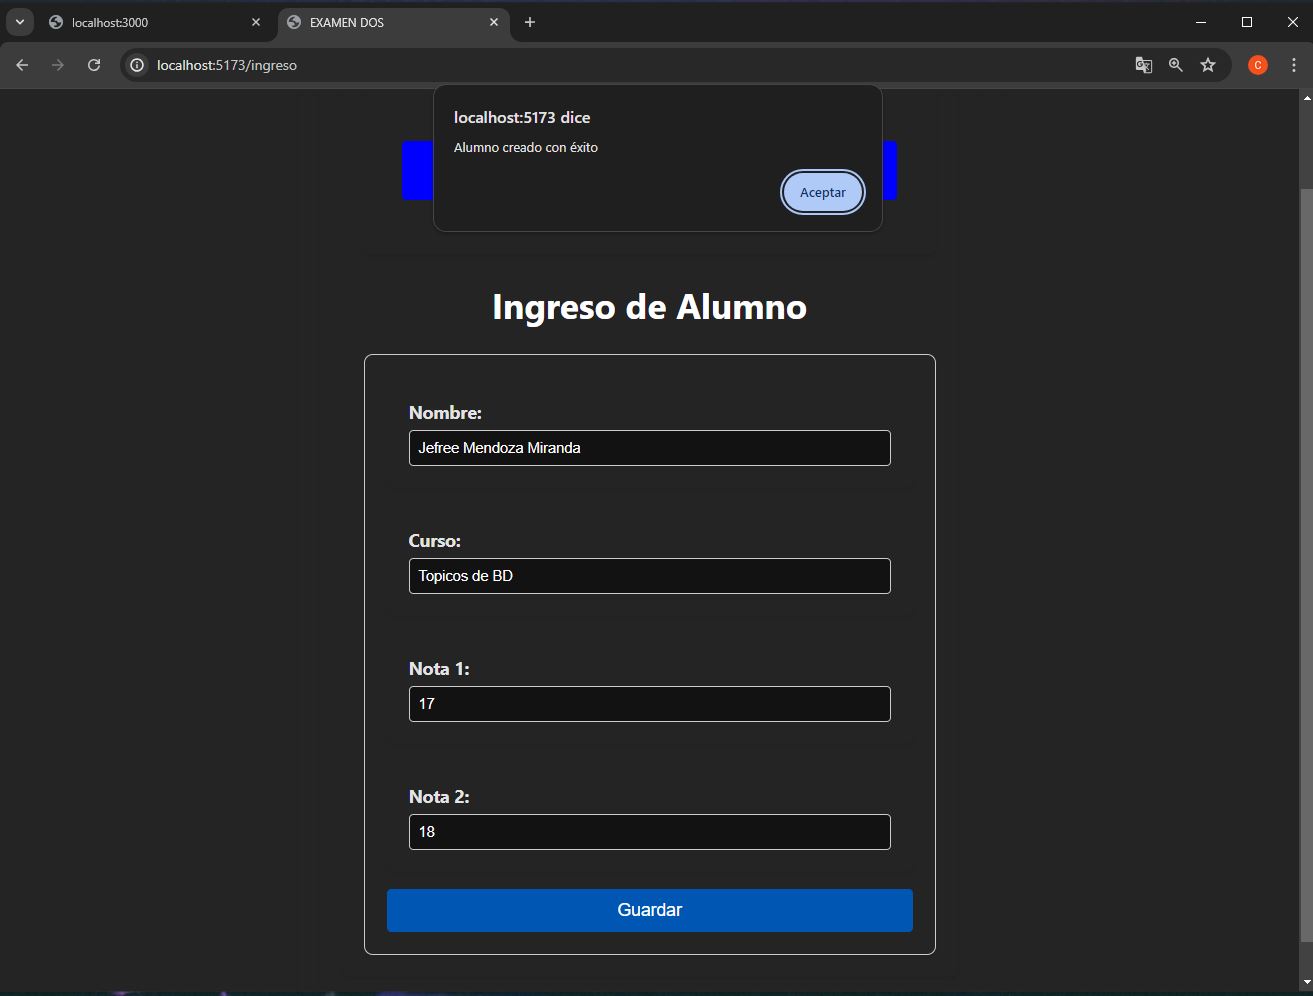 localhost:3000
EXAMEN DOS
localhost:5173/ingreso
C
localhost:5173 dice
Alumno creado con éxito
Aceptar
Ingreso de Alumno
Nombre:
Jefree Mendoza Miranda
Curso:
Topicos de BD
Nota 1:
17
Nota 2:
18
Guardar